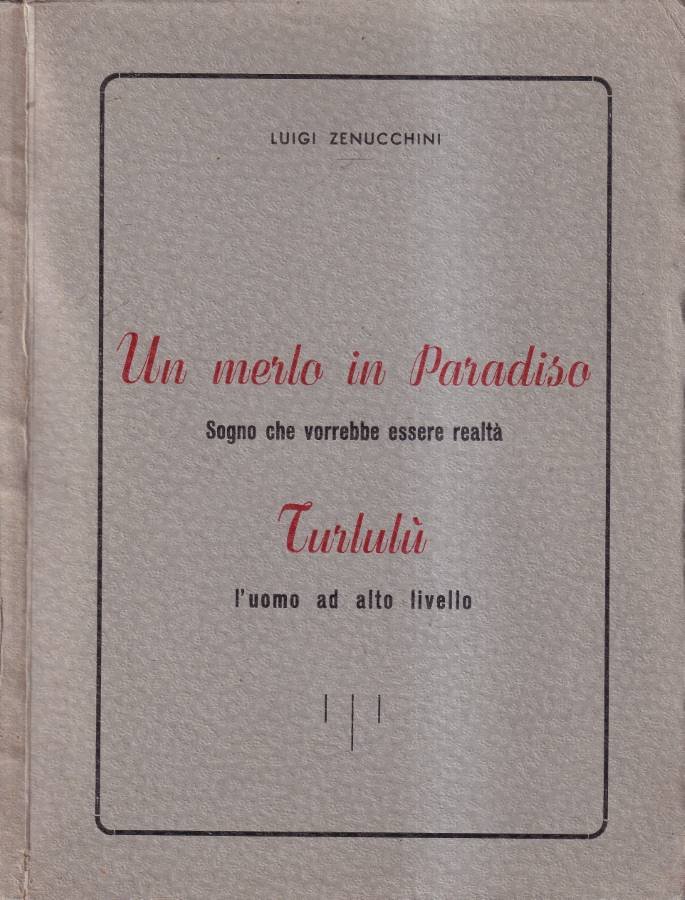 LUIGI ZENUCCHINI
Un merlo in Paradiso
Sogno che vorrebbe essere realtà
Turlulù
l'uomo ad alto livello